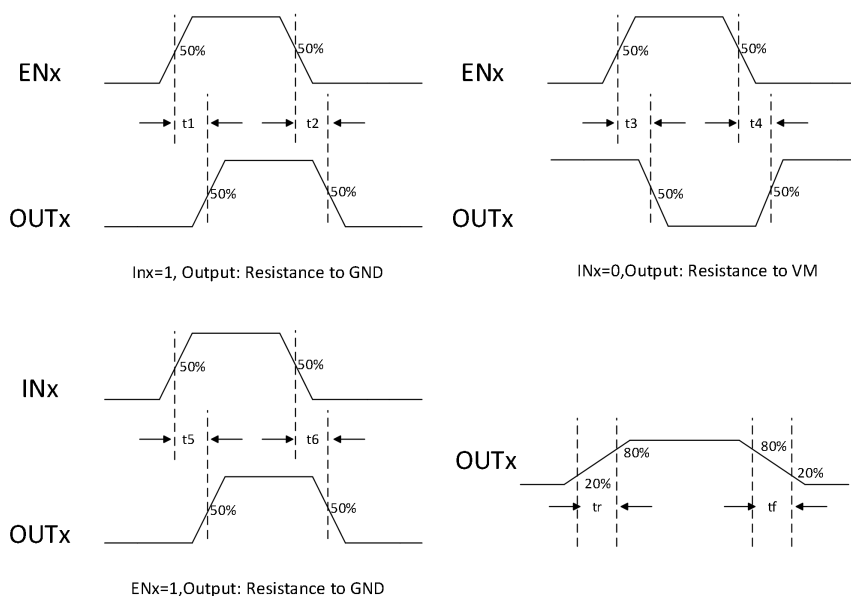 ENx
50%
50%
t1
t2
OUTx
50%
50%
Inx=1, Output: Resistance to GND
ENx
50%
50%
t3
t4
OUTx
50%
50%
INx=0,Output: Resistance to VM
INx
50%
50%
t5
t6
OUTx
50%
50%
ENx=1,Output: Resistance to GND
OUTx
80%
20%
80%
20%
tr
tf